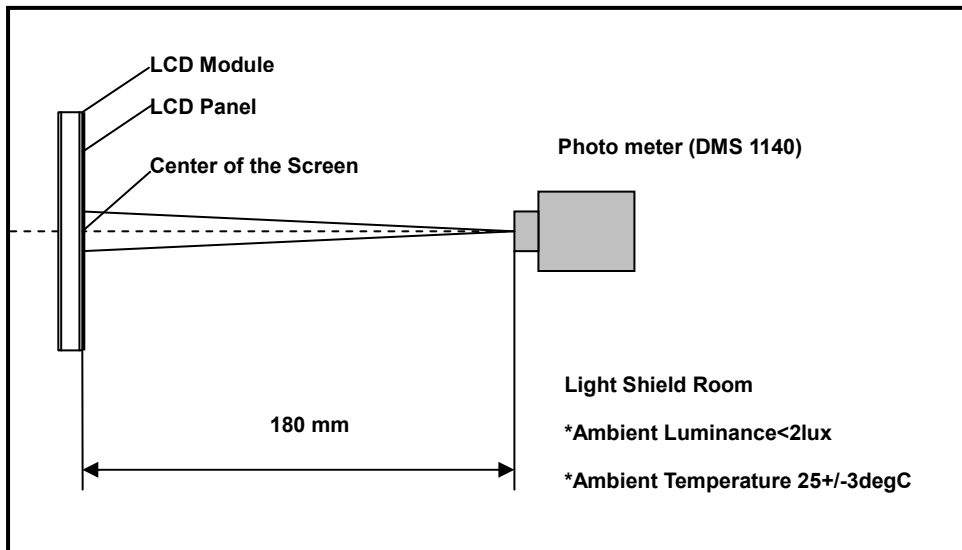 LCD Module
LCD Panel
Center of the Screen
Photo meter (DMS 1140)
180 mm
Light Shield Room
*Ambient Luminance<2lux
*Ambient Temperature 25+/-3degC